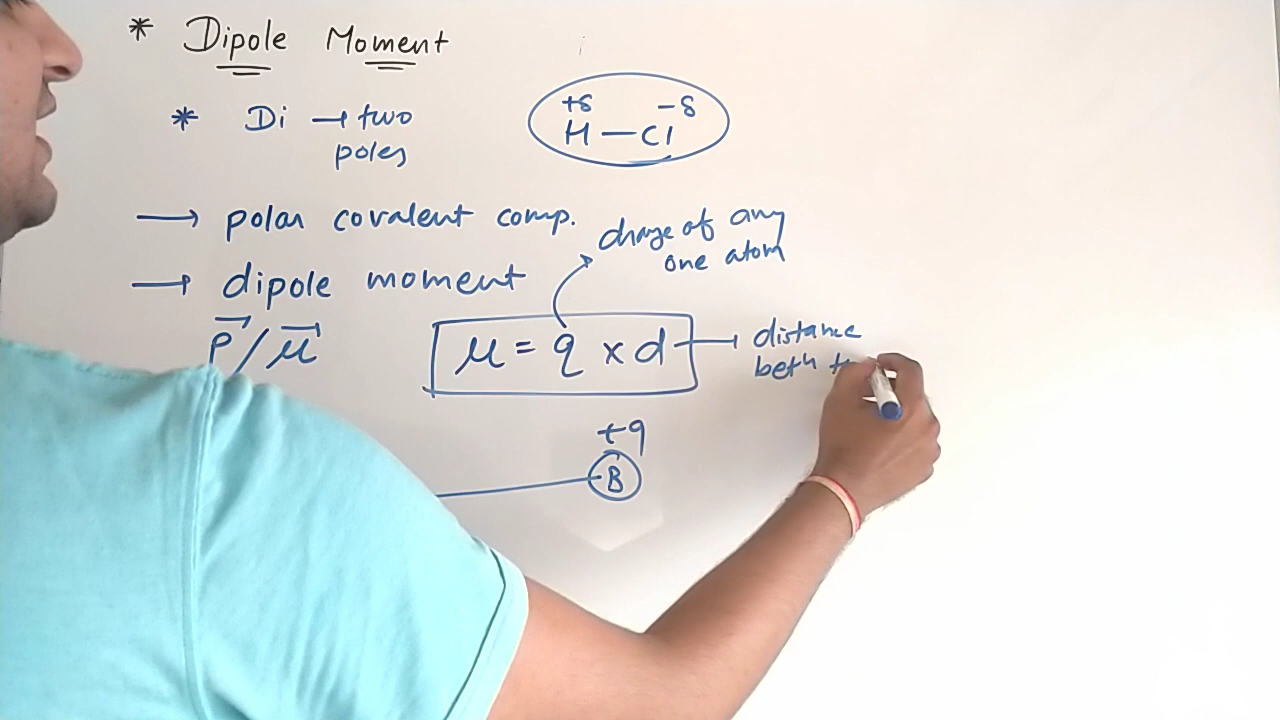 * Dipole Moment
* Di → two
poles
+δ -δ
H — Cl
→ polar covalent comp.
charge of any
one atom
→ dipole moment
P⃗ / μ⃗
μ = q × d → distance
betⁿ
+q
B